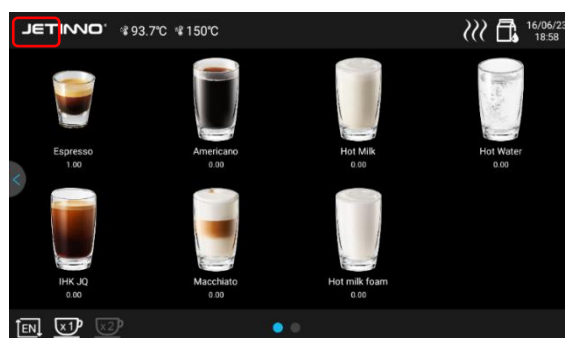 JETINNO
93.7℃ 150℃
16/06/23
18:58
Espresso
1.00
Americano
0.00
Hot Milk
0.00
Hot Water
0.00
IHK JQ
0.00
Macchiato
0.00
Hot milk foam
0.00
EN x1 x2